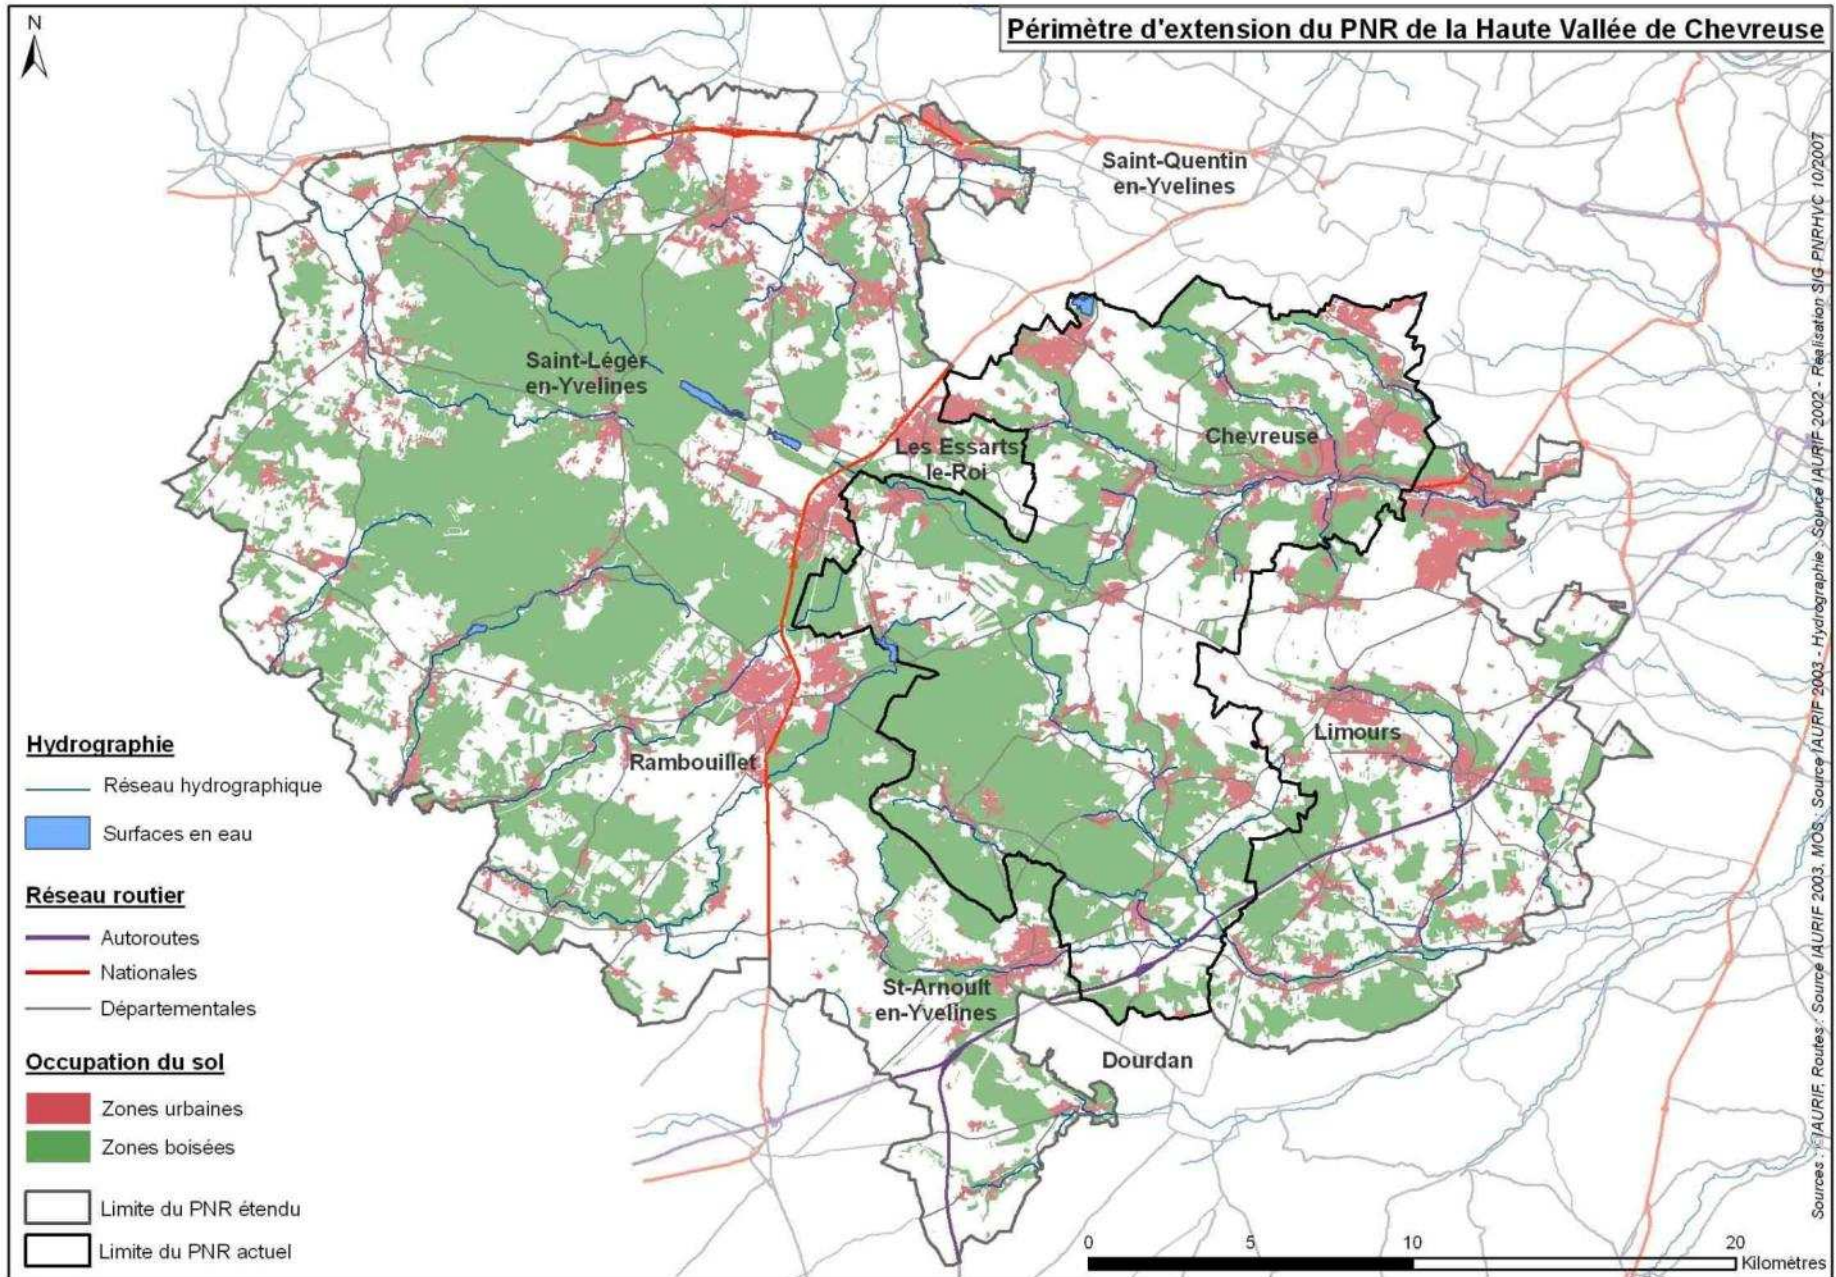 Périmètre d'extension du PNR de la Haute Vallée de Chevreuse
N
Saint-Quentin
en-Yvelines
Saint-Léger
en-Yvelines
Les Essarts
le-Roi
Chevreuse
Limours
Rambouillet
St-Arnoult
en-Yvelines
Dourdan
Hydrographie
Réseau hydrographique
Surfaces en eau
Réseau routier
Autoroutes
Nationales
Départementales
Occupation du sol
Zones urbaines
Zones boisées
Limite du PNR étendu
Limite du PNR actuel
0 5 10 20
Kilomètres
Sources : ©IAURIF, Routes : Source IAURIF 2003, MOS : Source IAURIF 2003 - Hydrographie : Source IAURIF 2002 - Réalisation SIG PNRHVC 10/2007